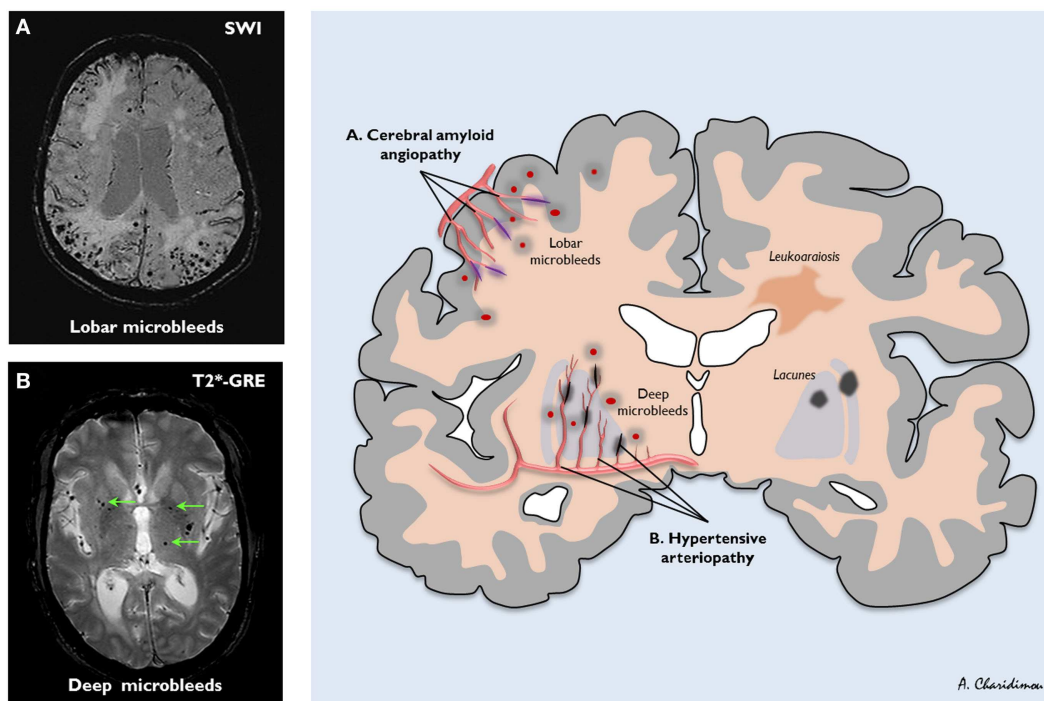 A
SWI
Lobar microbleeds
B
T2*-GRE
Deep microbleeds
A. Cerebral amyloid
angiopathy
Lobar
microbleeds
Leukoaraiosis
Deep
microbleeds
Lacunes
B. Hypertensive
arteriopathy
A. Charidimou